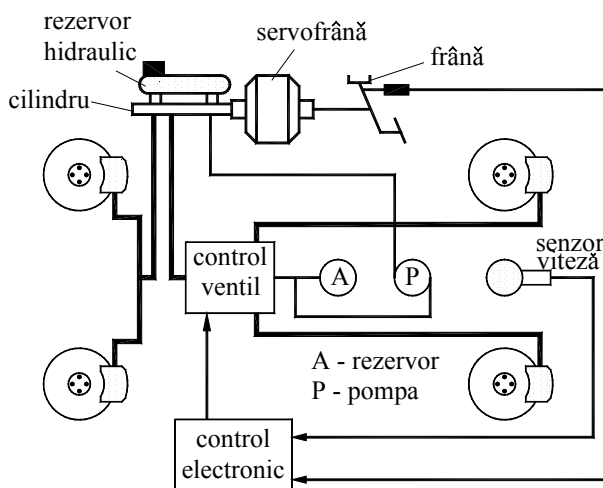 rezervor
hidraulic
servofrână
frână
cilindru
senzor
viteză
control
ventil
A
P
A - rezervor
P - pompa
control
electronic